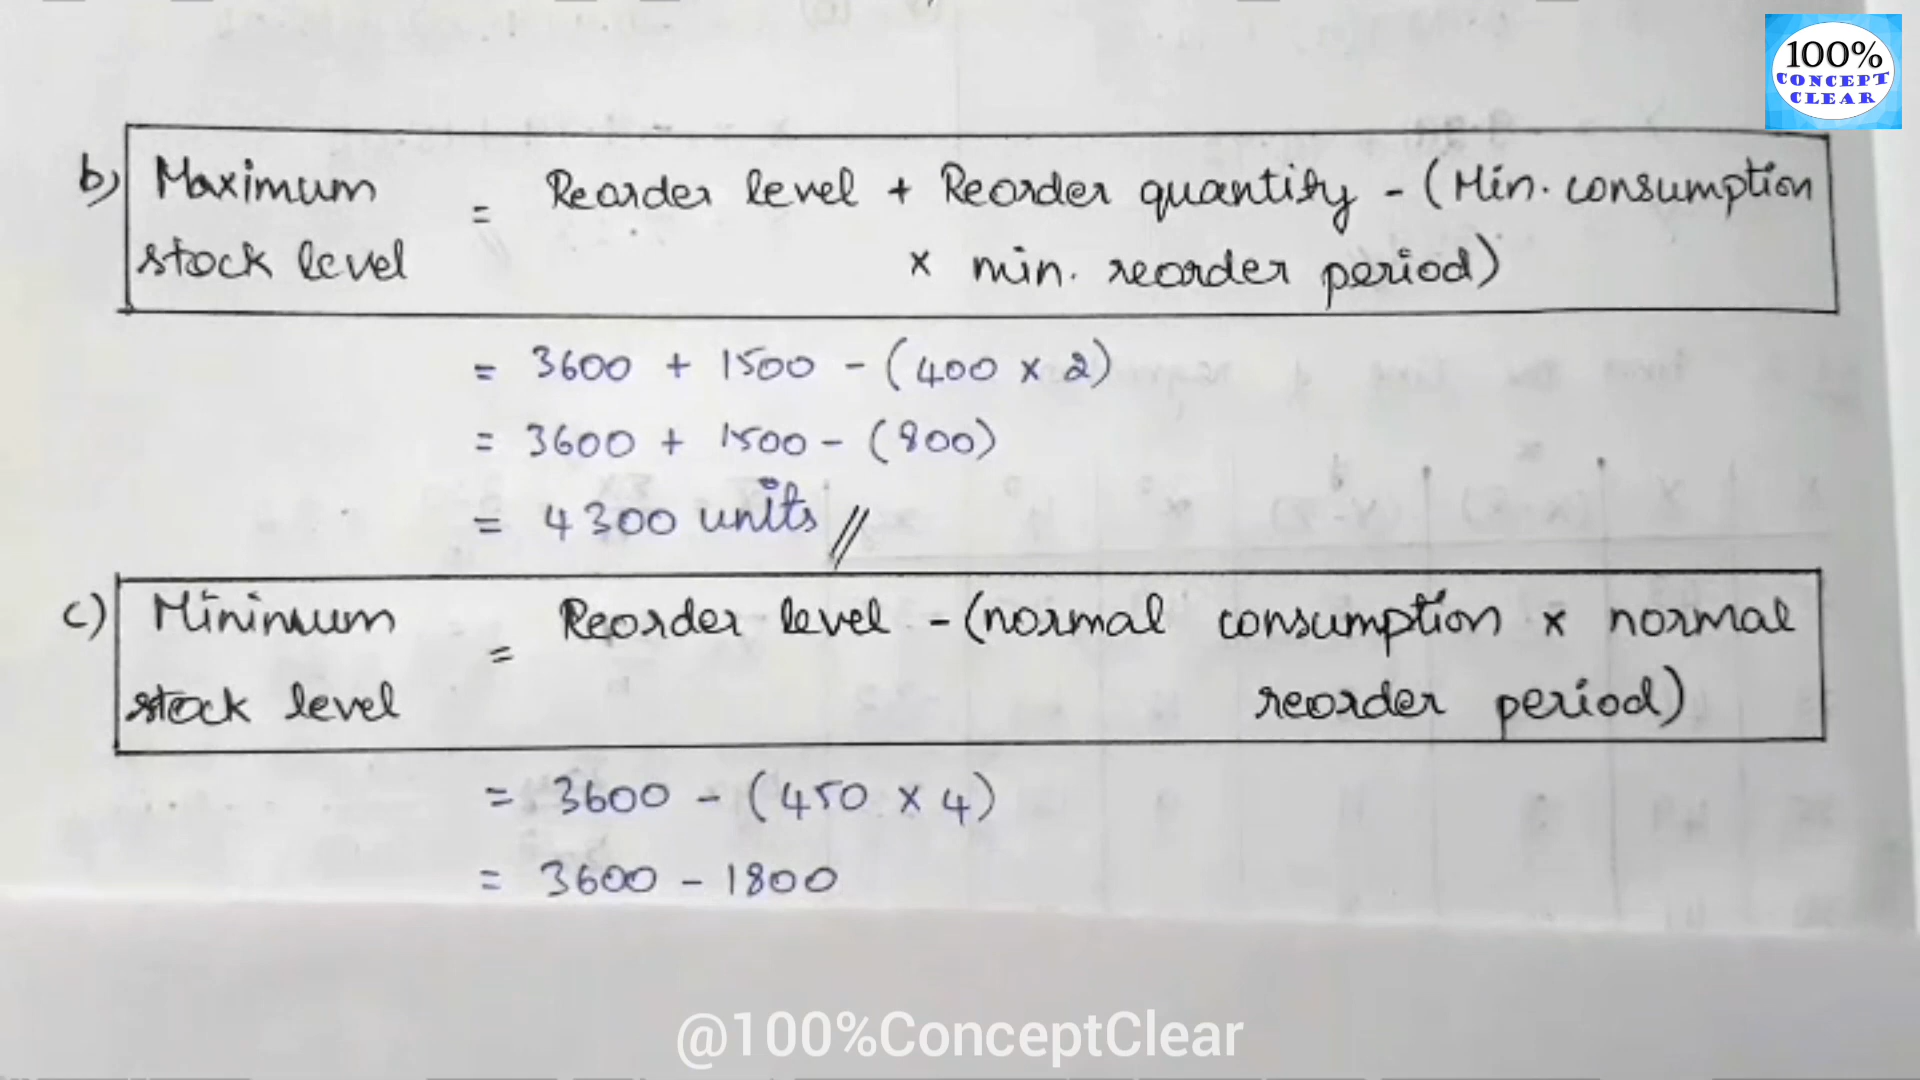 100%
CONCEPT
CLEAR
b) Maximum stock level = Reorder level + Reorder quantity - (Min. consumption
x min. reorder period)
= 3600 + 1500 - (400 x 2)
= 3600 + 1500 - (800)
= 4300 units //
c) Minimum stock level = Reorder level - (normal consumption x normal
reorder period)
= 3600 - (450 x 4)
= 3600 - 1800
@100%ConceptClear